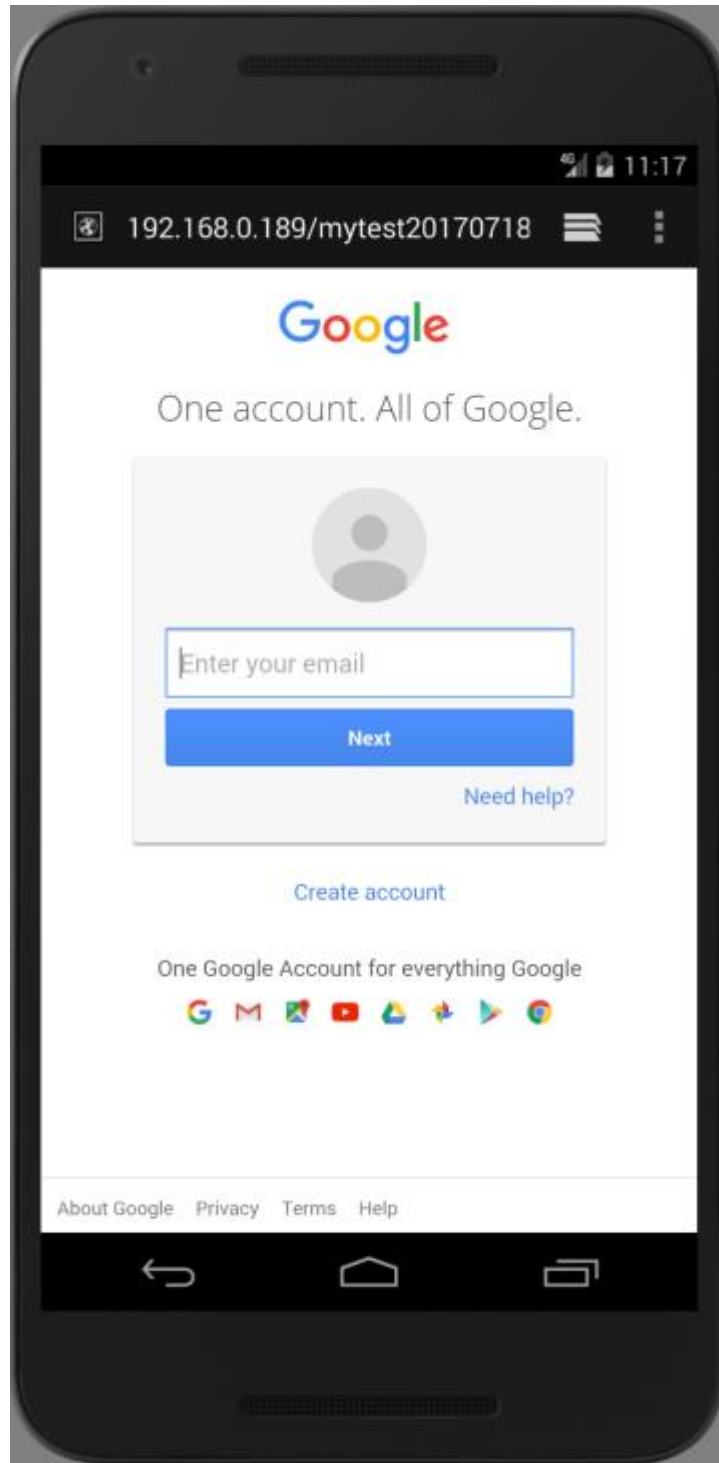 4G 11:17
192.168.0.189/mytest20170718
Google
One account. All of Google.
Enter your email
Next
Need help?
Create account
One Google Account for everything Google
About Google Privacy Terms Help